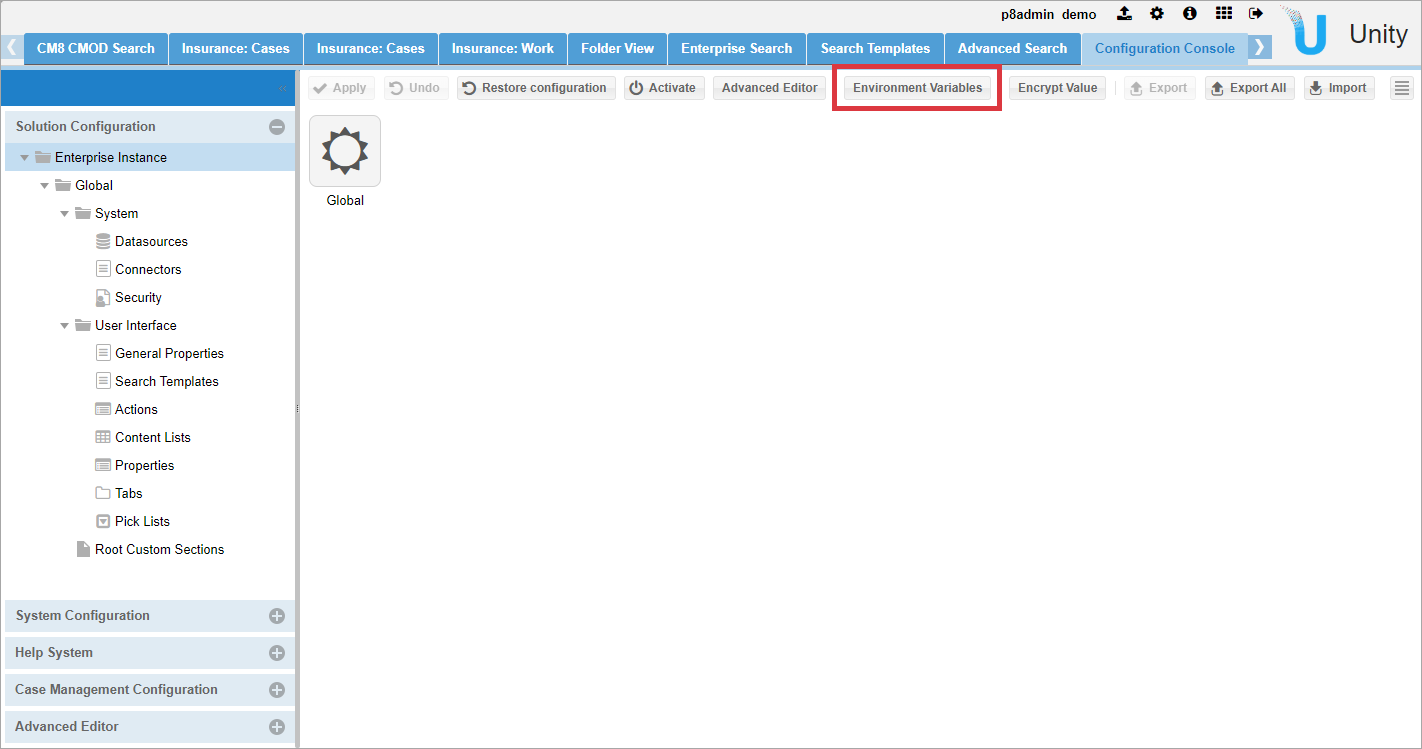 p8admin demo
Unity
CM8 CMOD Search
Insurance: Cases
Insurance: Cases
Insurance: Work
Folder View
Enterprise Search
Search Templates
Advanced Search
Configuration Console
Apply
Undo
Restore configuration
Activate
Advanced Editor
Environment Variables
Encrypt Value
Export
Export All
Import
Solution Configuration
Enterprise Instance
Global
System
Datasources
Connectors
Security
User Interface
General Properties
Search Templates
Actions
Content Lists
Properties
Tabs
Pick Lists
Root Custom Sections
System Configuration
Help System
Case Management Configuration
Advanced Editor
Global